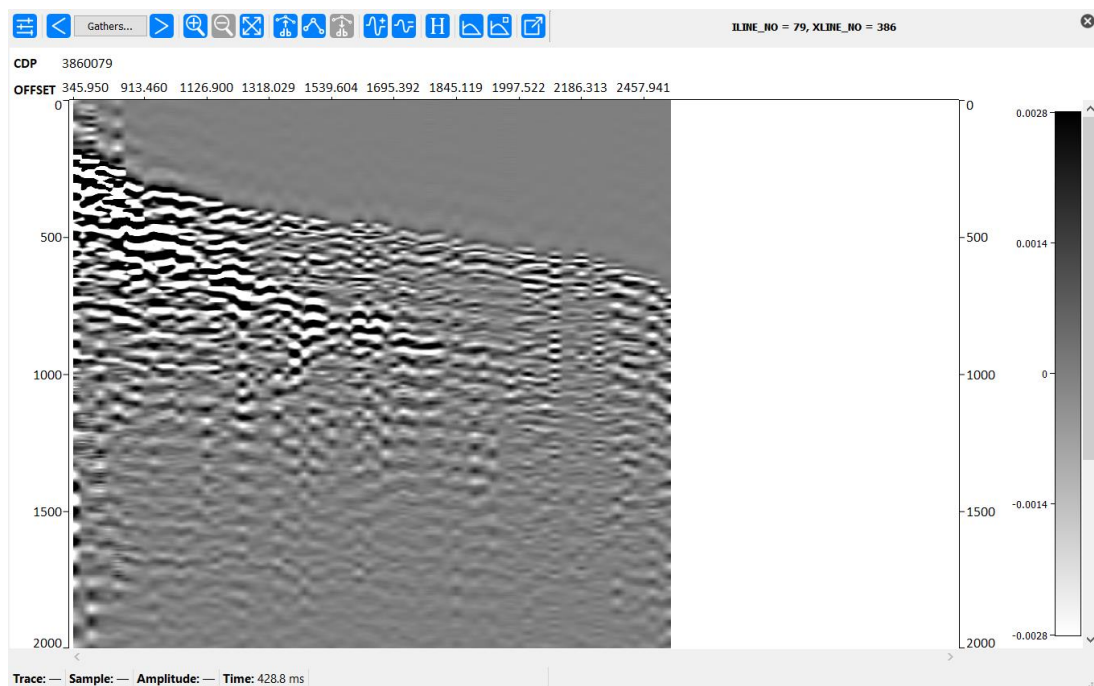 Gathers... H ILINE_NO = 79, XLINE_NO = 386
CDP 3860079
OFFSET 345.950 913.460 1126.900 1318.029 1539.604 1695.392 1845.119 1997.522 2186.313 2457.941
0 0
0.0028
500 500
0.0014
1000 1000
0
1500 1500
-0.0014
2000 2000
-0.0028
Trace: — Sample: — Amplitude: — Time: 428.8 ms